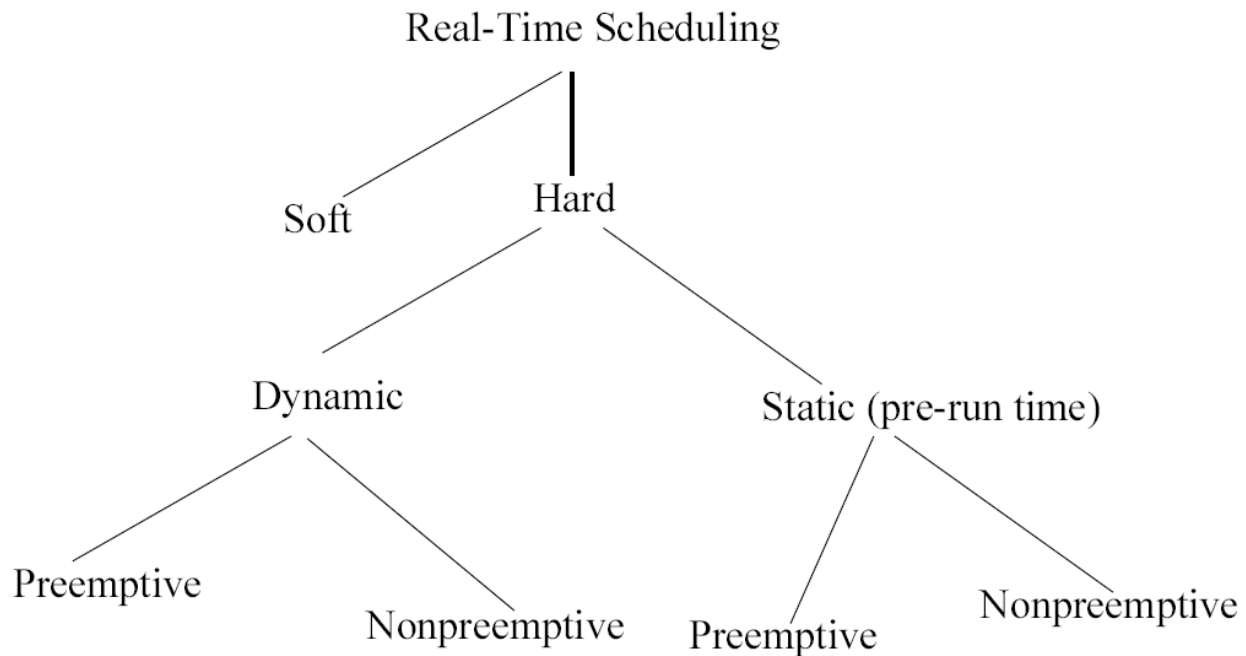 Real-Time Scheduling
Soft
Hard
Dynamic
Static (pre-run time)
Preemptive
Nonpreemptive
Preemptive
Nonpreemptive